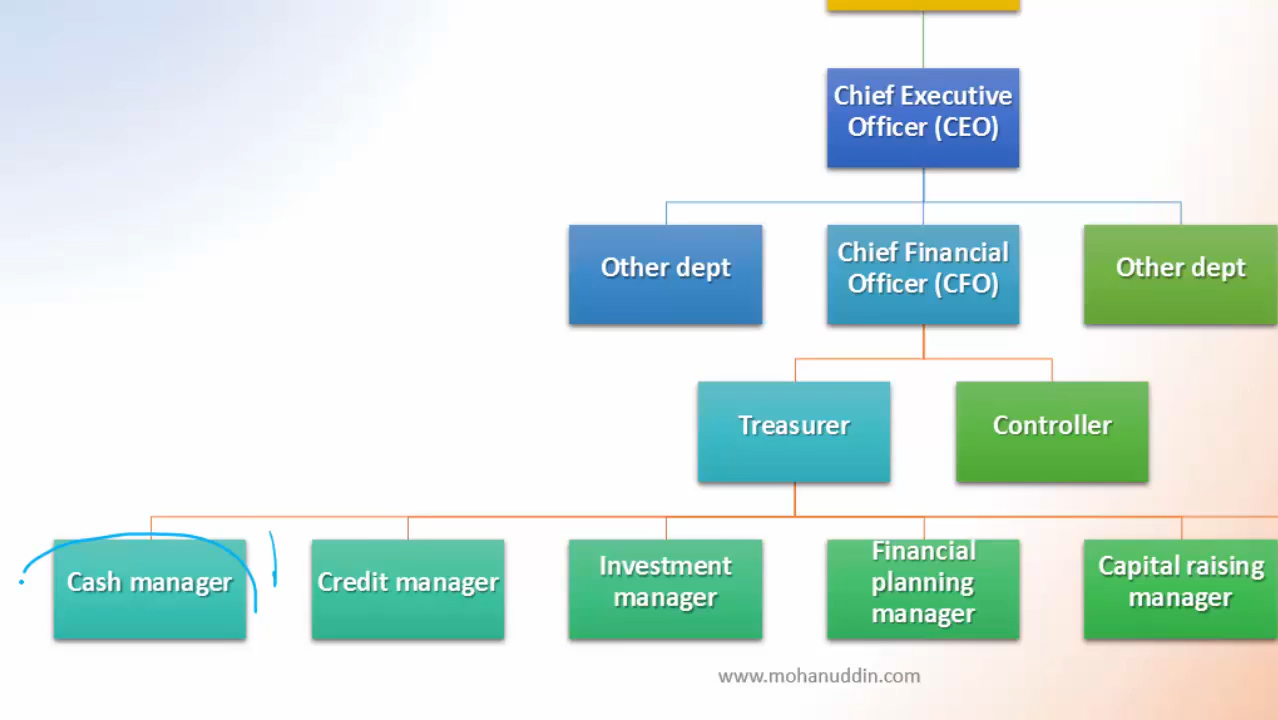 Chief Executive
Officer (CEO)
Other dept
Chief Financial
Officer (CFO)
Other dept
Treasurer
Controller
Cash manager
Credit manager
Investment
manager
Financial
planning
manager
Capital raising
manager
www.mohanuddin.com